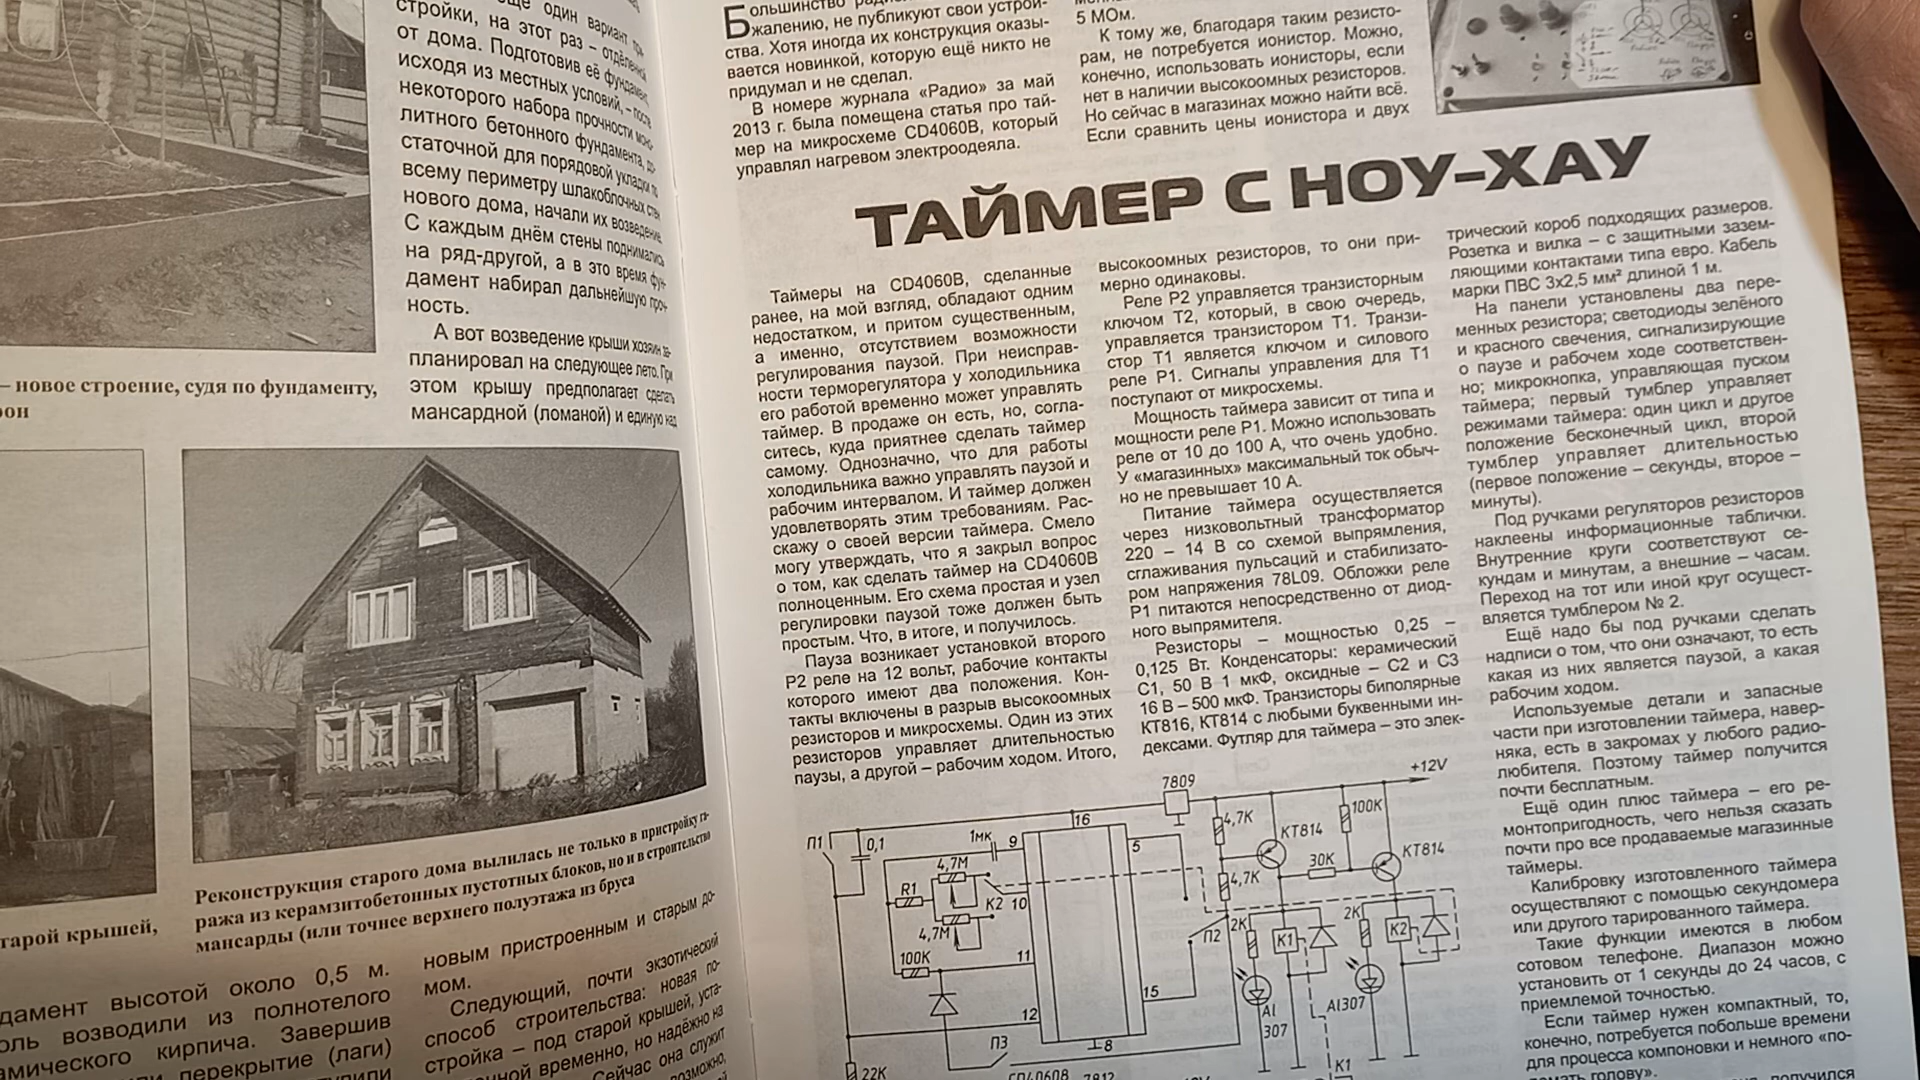 ещё один вариант при-
стройки, на этот раз – отделённой
от дома. Подготовив её фундамент,
исходя из местных условий, – после
некоторого набора прочности моно-
литного бетонного фундамента, до-
статочной для порядовой укладки по
всему периметру шлакоблочных стен
нового дома, начали их возведение.
С каждым днём стены поднимались
на ряд-другой, а в это время фун-
дамент набирал дальнейшую проч-
ность.
А вот возведение крыши хозяин за-
планировал на следующее лето. При
этом крышу предполагает сделать
мансардной (ломаной) и единую над
– новое строение, судя по фундаменту,
рон
Реконструкция старого дома вылилась не только в пристройку га-
ража из керамзитобетонных пустотных блоков, но и в строительство
мансарды (или точнее верхнего полуэтажа из бруса
тарой крышей,
дамент высотой около 0,5 м.
оль возводили из полнотелого
амического кирпича. Завершив
перекрытие (лаги)
новым пристроенным и старым до-
мом.
Следующий, почти экзотический
способ строительства: новая по-
стройка – под старой крышей, уста-
временно, но надёжно на
Сейчас она служит
возможно,
Большинство
жалению, не публикуют свои устрой-
ства. Хотя иногда их конструкция оказы-
вается новинкой, которую ещё никто не
придумал и не сделал.
В номере журнала «Радио» за май
2013 г. была помещена статья про тай-
мер на микросхеме CD4060B, который
управлял нагревом электроодеяла.
5 МОм.
К тому же, благодаря таким резисто-
рам, не потребуется ионистор. Можно,
конечно, использовать ионисторы, если
нет в наличии высокоомных резисторов.
Но сейчас в магазинах можно найти всё.
Если сравнить цены ионистора и двух
ТАЙМЕР С НОУ-ХАУ
Таймеры на CD4060B, сделанные
ранее, на мой взгляд, обладают одним
недостатком, и притом существенным,
а именно, отсутствием возможности
регулирования паузой. При неисправ-
ности терморегулятора у холодильника
его работой временно может управлять
таймер. В продаже он есть, но, согла-
ситесь, куда приятнее сделать таймер
самому. Однозначно, что для работы
холодильника важно управлять паузой и
рабочим интервалом. И таймер должен
удовлетворять этим требованиям. Рас-
скажу о своей версии таймера. Смело
могу утверждать, что я закрыл вопрос
о том, как сделать таймер на CD4060B
полноценным. Его схема простая и узел
регулировки паузой тоже должен быть
простым. Что, в итоге, и получилось.
Пауза возникает установкой второго
Р2 реле на 12 вольт, рабочие контакты
которого имеют два положения. Кон-
такты включены в разрыв высокоомных
резисторов и микросхемы. Один из этих
резисторов управляет длительностью
паузы, а другой – рабочим ходом. Итого,
высокоомных резисторов, то они при-
мерно одинаковы.
Реле Р2 управляется транзисторным
ключом Т2, который, в свою очередь,
управляется транзистором Т1. Транзи-
стор Т1 является ключом и силового
реле Р1. Сигналы управления для Т1
поступают от микросхемы.
Мощность таймера зависит от типа и
мощности реле Р1. Можно использовать
реле от 10 до 100 А, что очень удобно.
У «магазинных» максимальный ток обыч-
но не превышает 10 А.
Питание таймера осуществляется
через низковольтный трансформатор
220 – 14 В со схемой выпрямления,
сглаживания пульсаций и стабилизато-
ром напряжения 78L09. Обложки реле
Р1 питаются непосредственно от диод-
ного выпрямителя.
Резисторы – мощностью 0,25 –
0,125 Вт. Конденсаторы: керамический
С1, 50 В 1 мкФ, оксидные – С2 и С3
16 В – 500 мкФ. Транзисторы биполярные
КТ816, КТ814 с любыми буквенными ин-
дексами. Футляр для таймера – это элек-
трический короб подходящих размеров.
Розетка и вилка – с защитными зазем-
ляющими контактами типа евро. Кабель
марки ПВС 3х2,5 мм² длиной 1 м.
На панели установлены два пере-
менных резистора; светодиоды зелёного
и красного свечения, сигнализирующие
о паузе и рабочем ходе соответствен-
но; микрокнопка, управляющая пуском
таймера; первый тумблер управляет
режимами таймера: один цикл и другое
положение бесконечный цикл, второй
тумблер управляет длительностью
(первое положение – секунды, второе –
минуты).
Под ручками регуляторов резисторов
наклеены информационные таблички.
Внутренние круги соответствуют се-
кундам и минутам, а внешние – часам.
Переход на тот или иной круг осущест-
вляется тумблером № 2.
Ещё надо бы под ручками сделать
надписи о том, что они означают, то есть
какая из них является паузой, а какая
рабочим ходом.
Используемые детали и запасные
части при изготовлении таймера, навер-
няка, есть в закромах у любого радио-
любителя. Поэтому таймер получится
почти бесплатным.
Ещё один плюс таймера – его ре-
монтопригодность, чего нельзя сказать
почти про все продаваемые магазинные
таймеры.
Калибровку изготовленного таймера
осуществляют с помощью секундомера
или другого тарированного таймера.
Такие функции имеются в любом
сотовом телефоне. Диапазон можно
установить от 1 секунды до 24 часов, с
приемлемой точностью.
Если таймер нужен компактный, то,
конечно, потребуется побольше времени
для процесса компоновки и немного «по-
ломать голову».
получился
7809
+12V
П1
0,1
1мк
9
16
5
4,7K
КТ814
100K
КТ814
4,7М
R1
К2
10
30K
4,7K
4,7М
П2
2K
К1
2K
К2
100K
11
15
12
Al
307
Al307
П3
8
22K
CD4060B
7812
К1